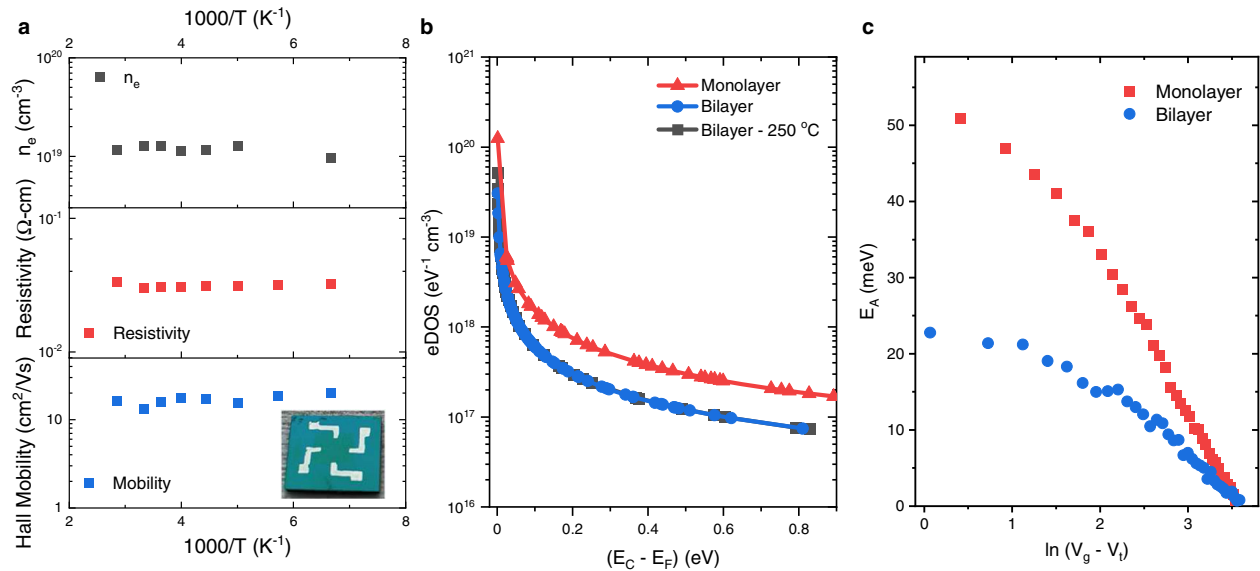 a
1000/T (K⁻¹)
2 4 6 8
10²⁰
10¹⁹
nₑ (cm⁻³)
nₑ
10⁻¹
10⁻²
Resistivity (Ω-cm)
Resistivity
10
1
Hall Mobility (cm²/Vs)
Mobility
2 4 6 8
1000/T (K⁻¹)
b
10²¹
10²⁰
10¹⁹
10¹⁸
10¹⁷
10¹⁶
eDOS (eV⁻¹ cm⁻³)
Monolayer
Bilayer
Bilayer - 250 °C
0.0 0.2 0.4 0.6 0.8
(E_C - E_F) (eV)
c
50
40
30
20
10
0
E_A (meV)
Monolayer
Bilayer
0 1 2 3
ln (V_g - V_t)